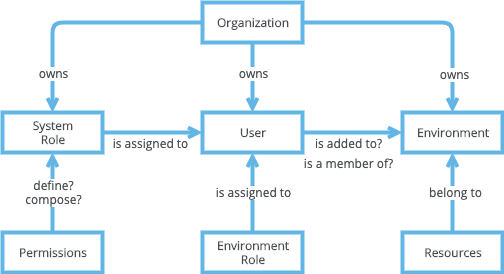 Organization
owns
owns
owns
System
Role
is assigned to
User
is added to?
is a member of?
Environment
define?
compose?
is assigned to
belong to
Permissions
Environment
Role
Resources